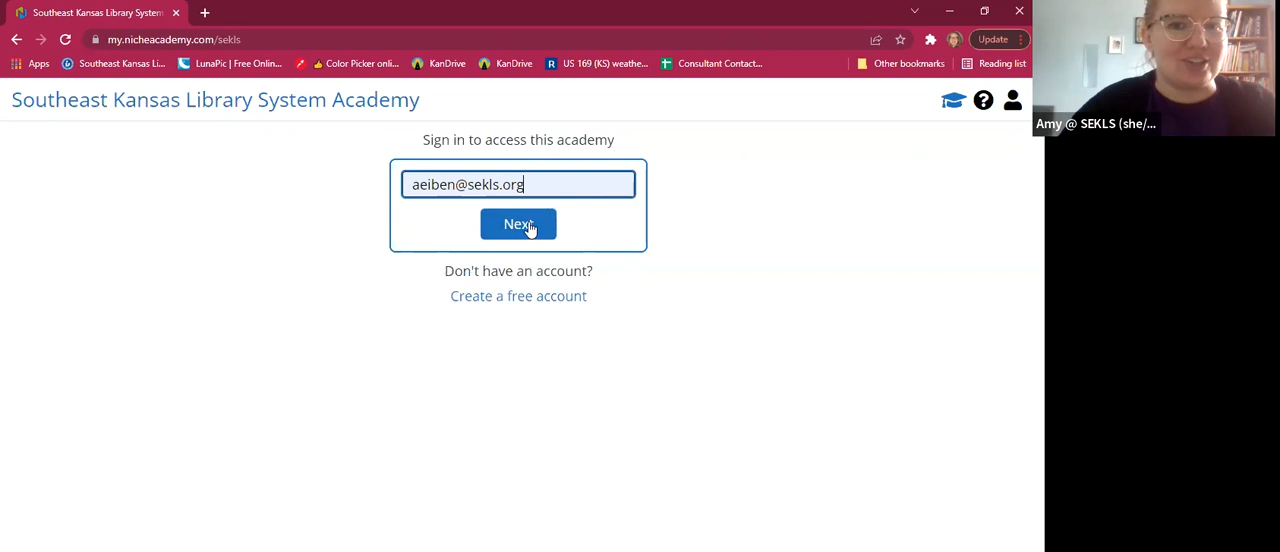 Southeast Kansas Library System
my.nicheacademy.com/sekls
Update
Apps
Southeast Kansas Li...
LunaPic | Free Onlin...
Color Picker onli...
KanDrive
KanDrive
US 169 (KS) weathe...
Consultant Contact...
Other bookmarks
Reading list
Southeast Kansas Library System Academy
Amy @ SEKLS (she/...
Sign in to access this academy
aeiben@sekls.org
Next
Don't have an account?
Create a free account